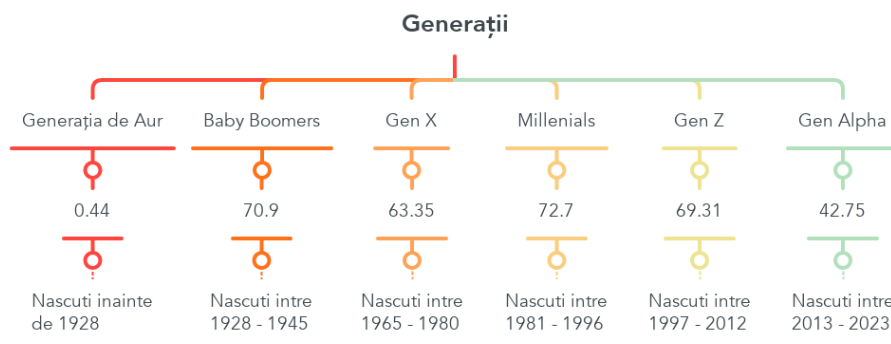 Generații
Generația de Aur
Baby Boomers
Gen X
Millenials
Gen Z
Gen Alpha
0.44
70.9
63.35
72.7
69.31
42.75
Nascuti inainte
de 1928
Nascuti intre
1928 - 1945
Nascuti intre
1965 - 1980
Nascuti intre
1981 - 1996
Nascuti intre
1997 - 2012
Nascuti intre
2013 - 2023